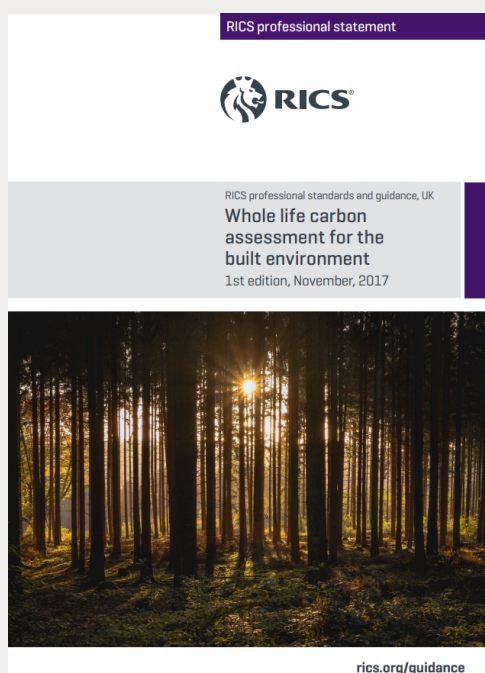 RICS professional statement
RICS®
RICS professional standards and guidance, UK
Whole life carbon
assessment for the
built environment
1st edition, November, 2017
rics.org/guidance